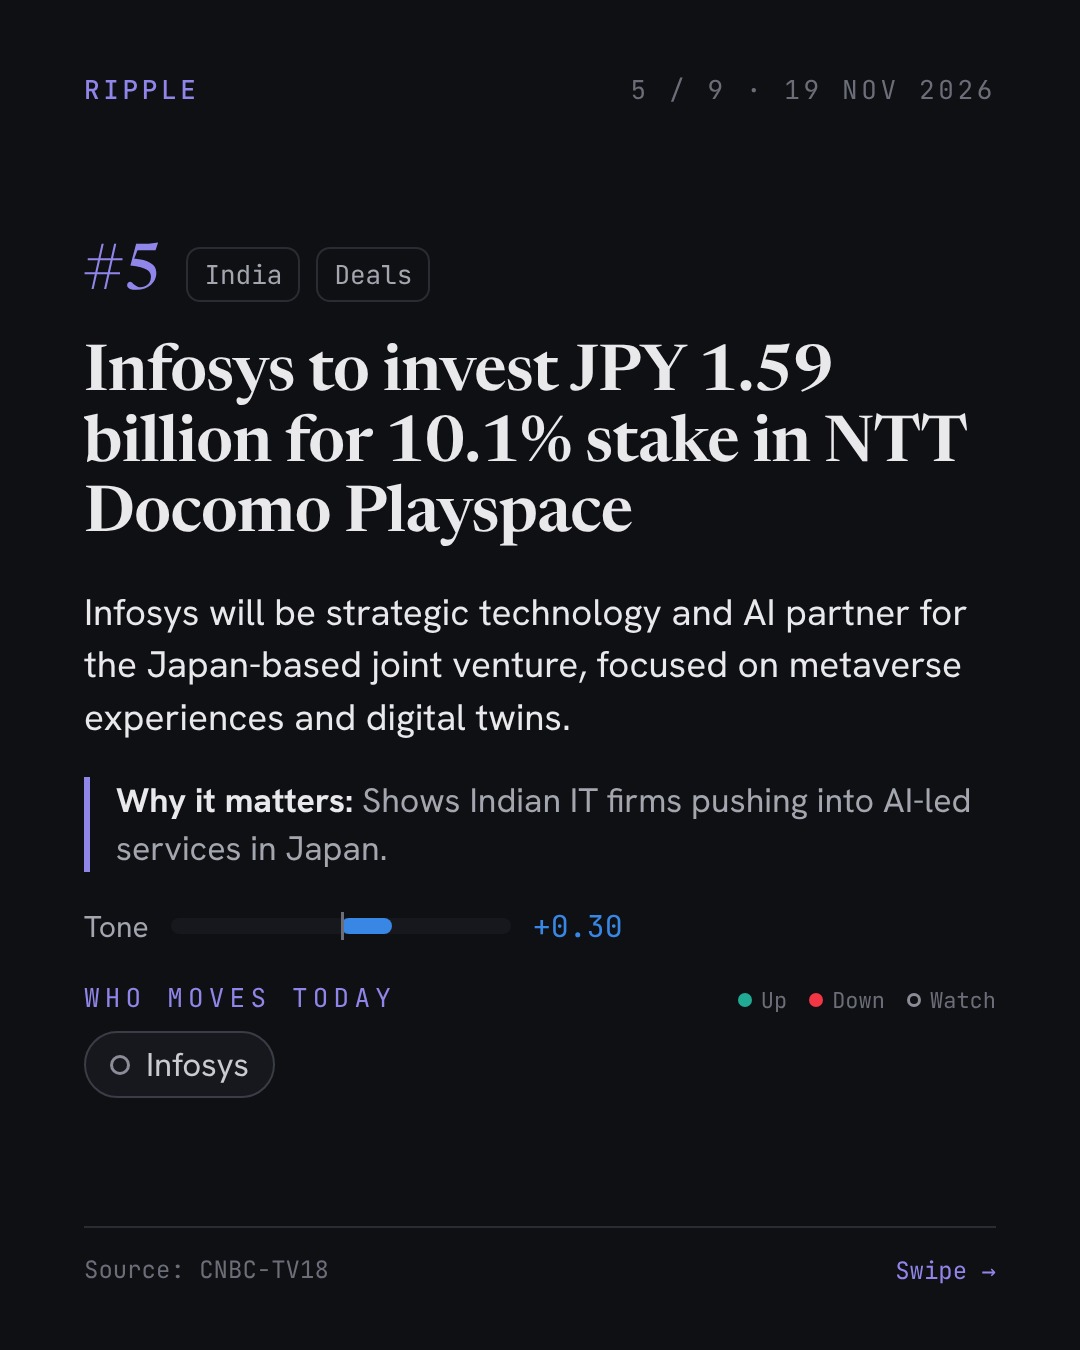 RIPPLE
5 / 9 · 19 NOV 2026
#5
India
Deals
Infosys to invest JPY 1.59
billion for 10.1% stake in NTT
Docomo Playspace
Infosys will be strategic technology and AI partner for
the Japan-based joint venture, focused on metaverse
experiences and digital twins.
Why it matters: Shows Indian IT firms pushing into AI-led
services in Japan.
Tone
+0.30
WHO MOVES TODAY
Up
Down
Watch
Infosys
Source: CNBC-TV18
Swipe →